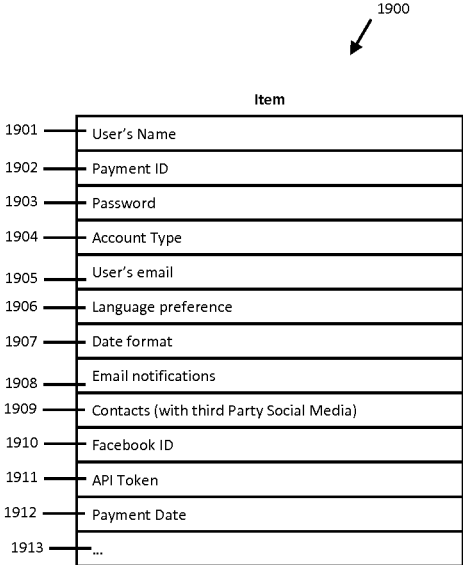 1900
Item
1901 User's Name
1902 Payment ID
1903 Password
1904 Account Type
1905 User's email
1906 Language preference
1907 Date format
1908 Email notifications
1909 Contacts (with third Party Social Media)
1910 Facebook ID
1911 API Token
1912 Payment Date
1913 ...